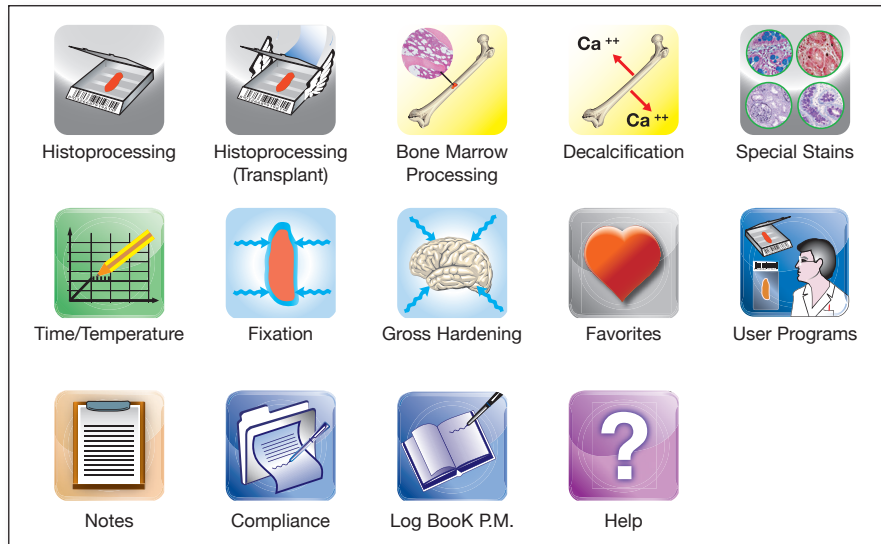 Ca ++
Ca ++
Histoprocessing
Histoprocessing
(Transplant)
Bone Marrow
Processing
Decalcification
Special Stains
Time/Temperature
Fixation
Gross Hardening
Favorites
User Programs
Notes
Compliance
Log BooK P.M.
Help
?